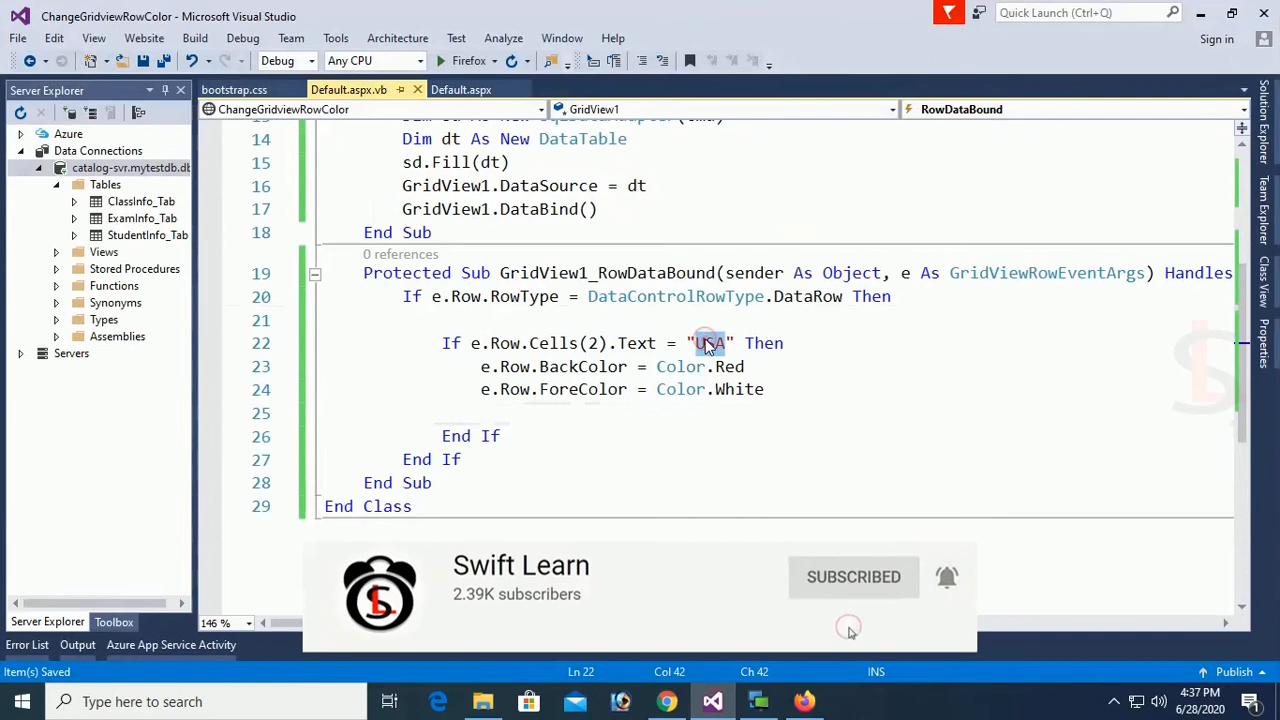 ChangeGridviewRowColor - Microsoft Visual Studio
Quick Launch (Ctrl+Q)
File Edit View Website Build Debug Team Tools Architecture Test Analyze Window Help
Sign in
Debug Any CPU Firefox
Server Explorer
bootstrap.css Default.aspx.vb Default.aspx
ChangeGridviewRowColor GridView1 RowDataBound
Azure
Data Connections
catalog-svr.mytestdb.db
Tables
ClassInfo_Tab
ExamInfo_Tab
StudentInfo_Tab
Views
Stored Procedures
Functions
Synonyms
Types
Assemblies
Servers
14 Dim dt As New DataTable
15 sd.Fill(dt)
16 GridView1.DataSource = dt
17 GridView1.DataBind()
18 End Sub
0 references
19 Protected Sub GridView1_RowDataBound(sender As Object, e As GridViewRowEventArgs) Handles
20 If e.Row.RowType = DataControlRowType.DataRow Then
21
22 If e.Row.Cells(2).Text = "USA" Then
23 e.Row.BackColor = Color.Red
24 e.Row.ForeColor = Color.White
25
26 End If
27 End If
28 End Sub
29 End Class
Solution Explorer
Team Explorer
Class View
Swift Learn
2.39K subscribers
SUBSCRIBED
146 %
Server Explorer Toolbox
Error List Output Azure App Service Activity
Item(s) Saved Ln 22 Col 42 Ch 42 INS Publish
Type here to search
4:37 PM
6/28/2020